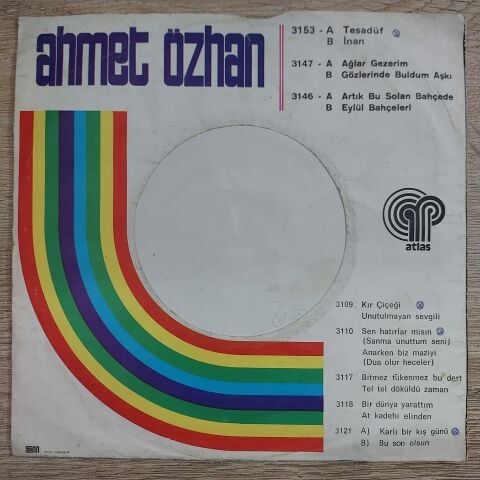 ahmet özhan
3153 - A Tesadüf
B İnan
3147 - A Ağlar Gezerim
B Gözlerinde Buldum Aşkı
3146 - A Artık Bu Solan Bahçede
B Eylül Bahçeleri
atlas
3109 Kır Çiçeği
Unutulmayan sevgili
3110 Sen hatırlar mısın
(Sanma unuttum seni)
Anarken biz maziyi
(Dua olur heceler)
3117 Bitmez tükenmez bu dert
Tel tel döküldü zaman
3118 Bir dünya yarattım
At kadehi elinden
3121 A) Karlı bir kış günü
B) Bu son olsun